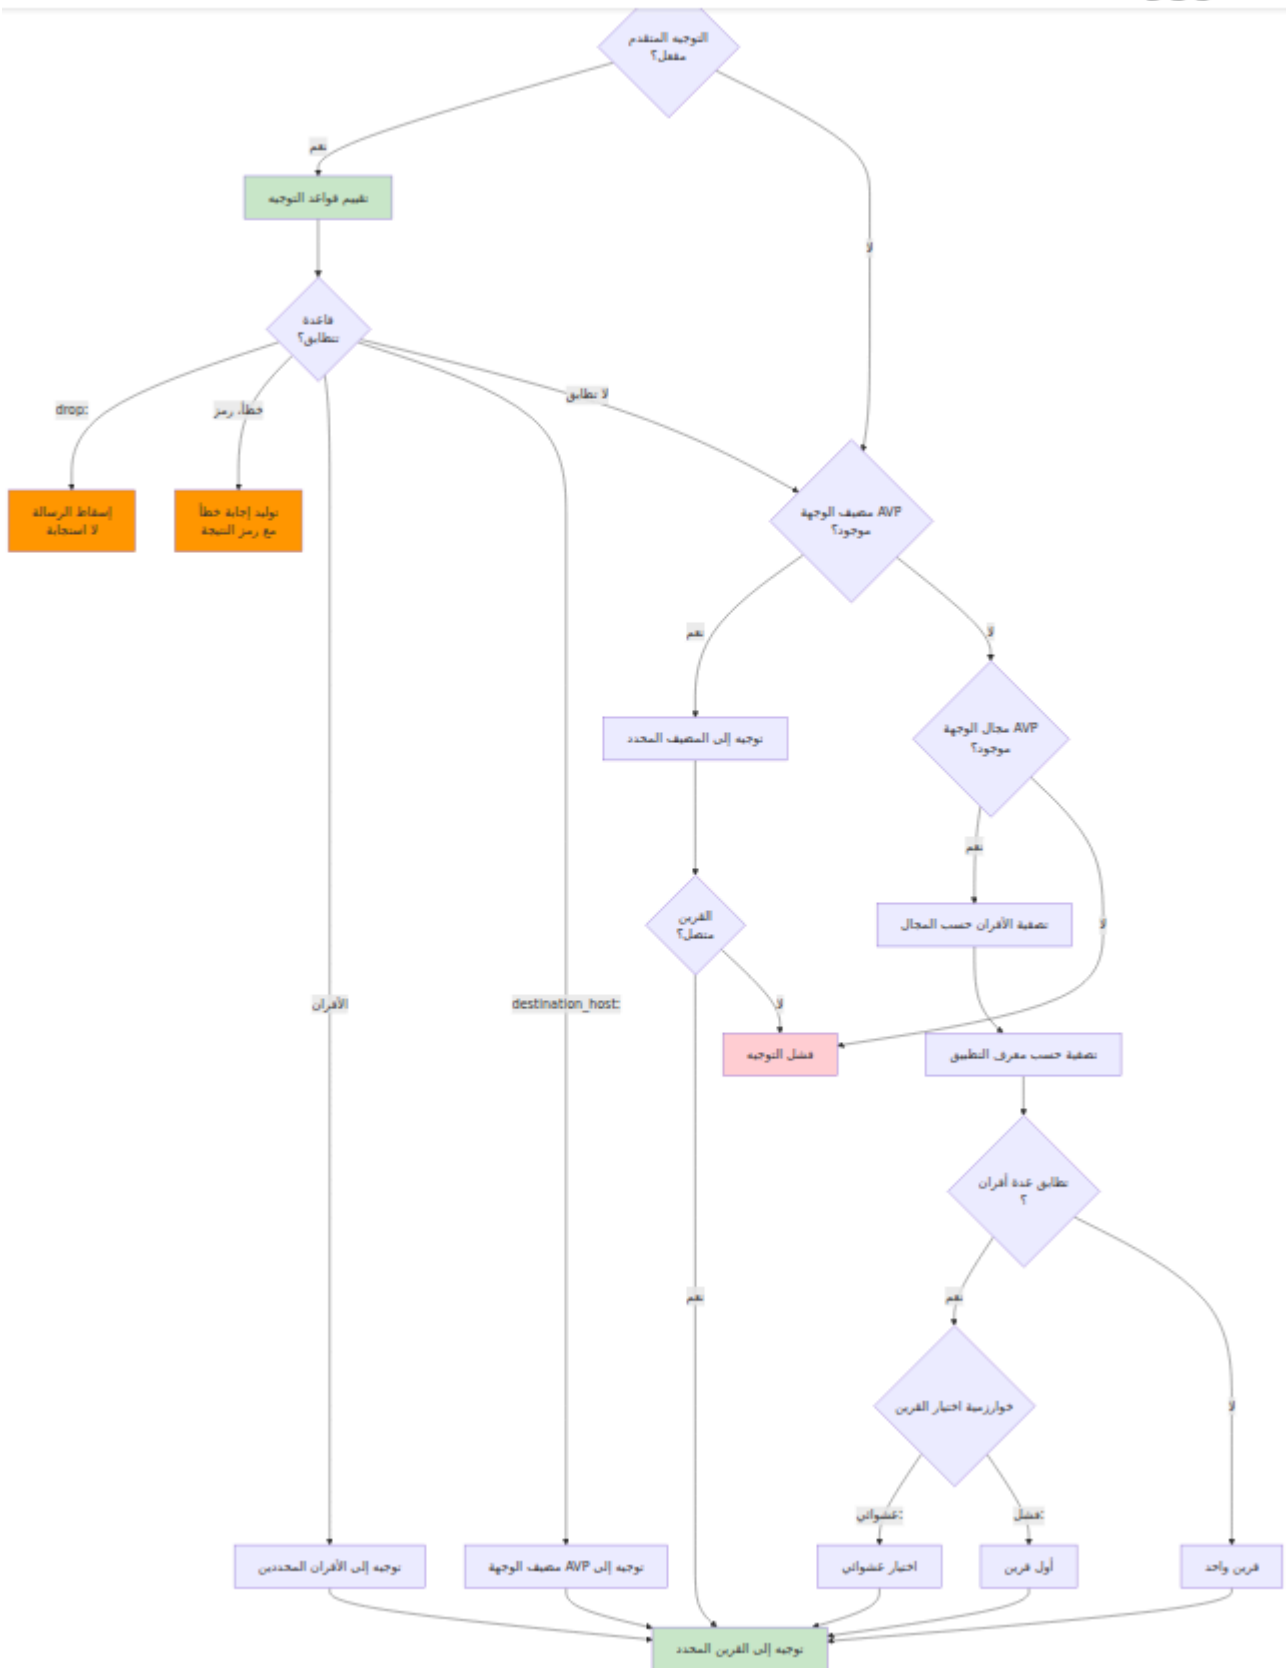 التوجيه المتقدم
مفعل؟
نعم
تقييم قواعد التوجيه
لا
قاعدة
تتطابق؟
لا تطابق
drop:
خطأ، رمز
إسقاط الرسالة
لا استجابة
توليد إجابة خطأ
مع رمز النتيجة
AVP مضيف الوجهة
موجود؟
نعم
لا
توجيه إلى المضيف المحدد
AVP مجال الوجهة
موجود؟
نعم
القرين
متصل؟
تصفية الأقران حسب المجال
لا
الأقران
destination_host:
لا
فشل التوجيه
تصفية حسب معرف التطبيق
تطابق عدة أقران
؟
نعم
نعم
خوارزمية اختيار القرين
لا
عشوائي:
فشل:
توجيه إلى الأقران المحددين
توجيه إلى AVP مضيف الوجهة
اختيار عشوائي
أول قرين
قرين واحد
توجيه إلى القرين المحدد